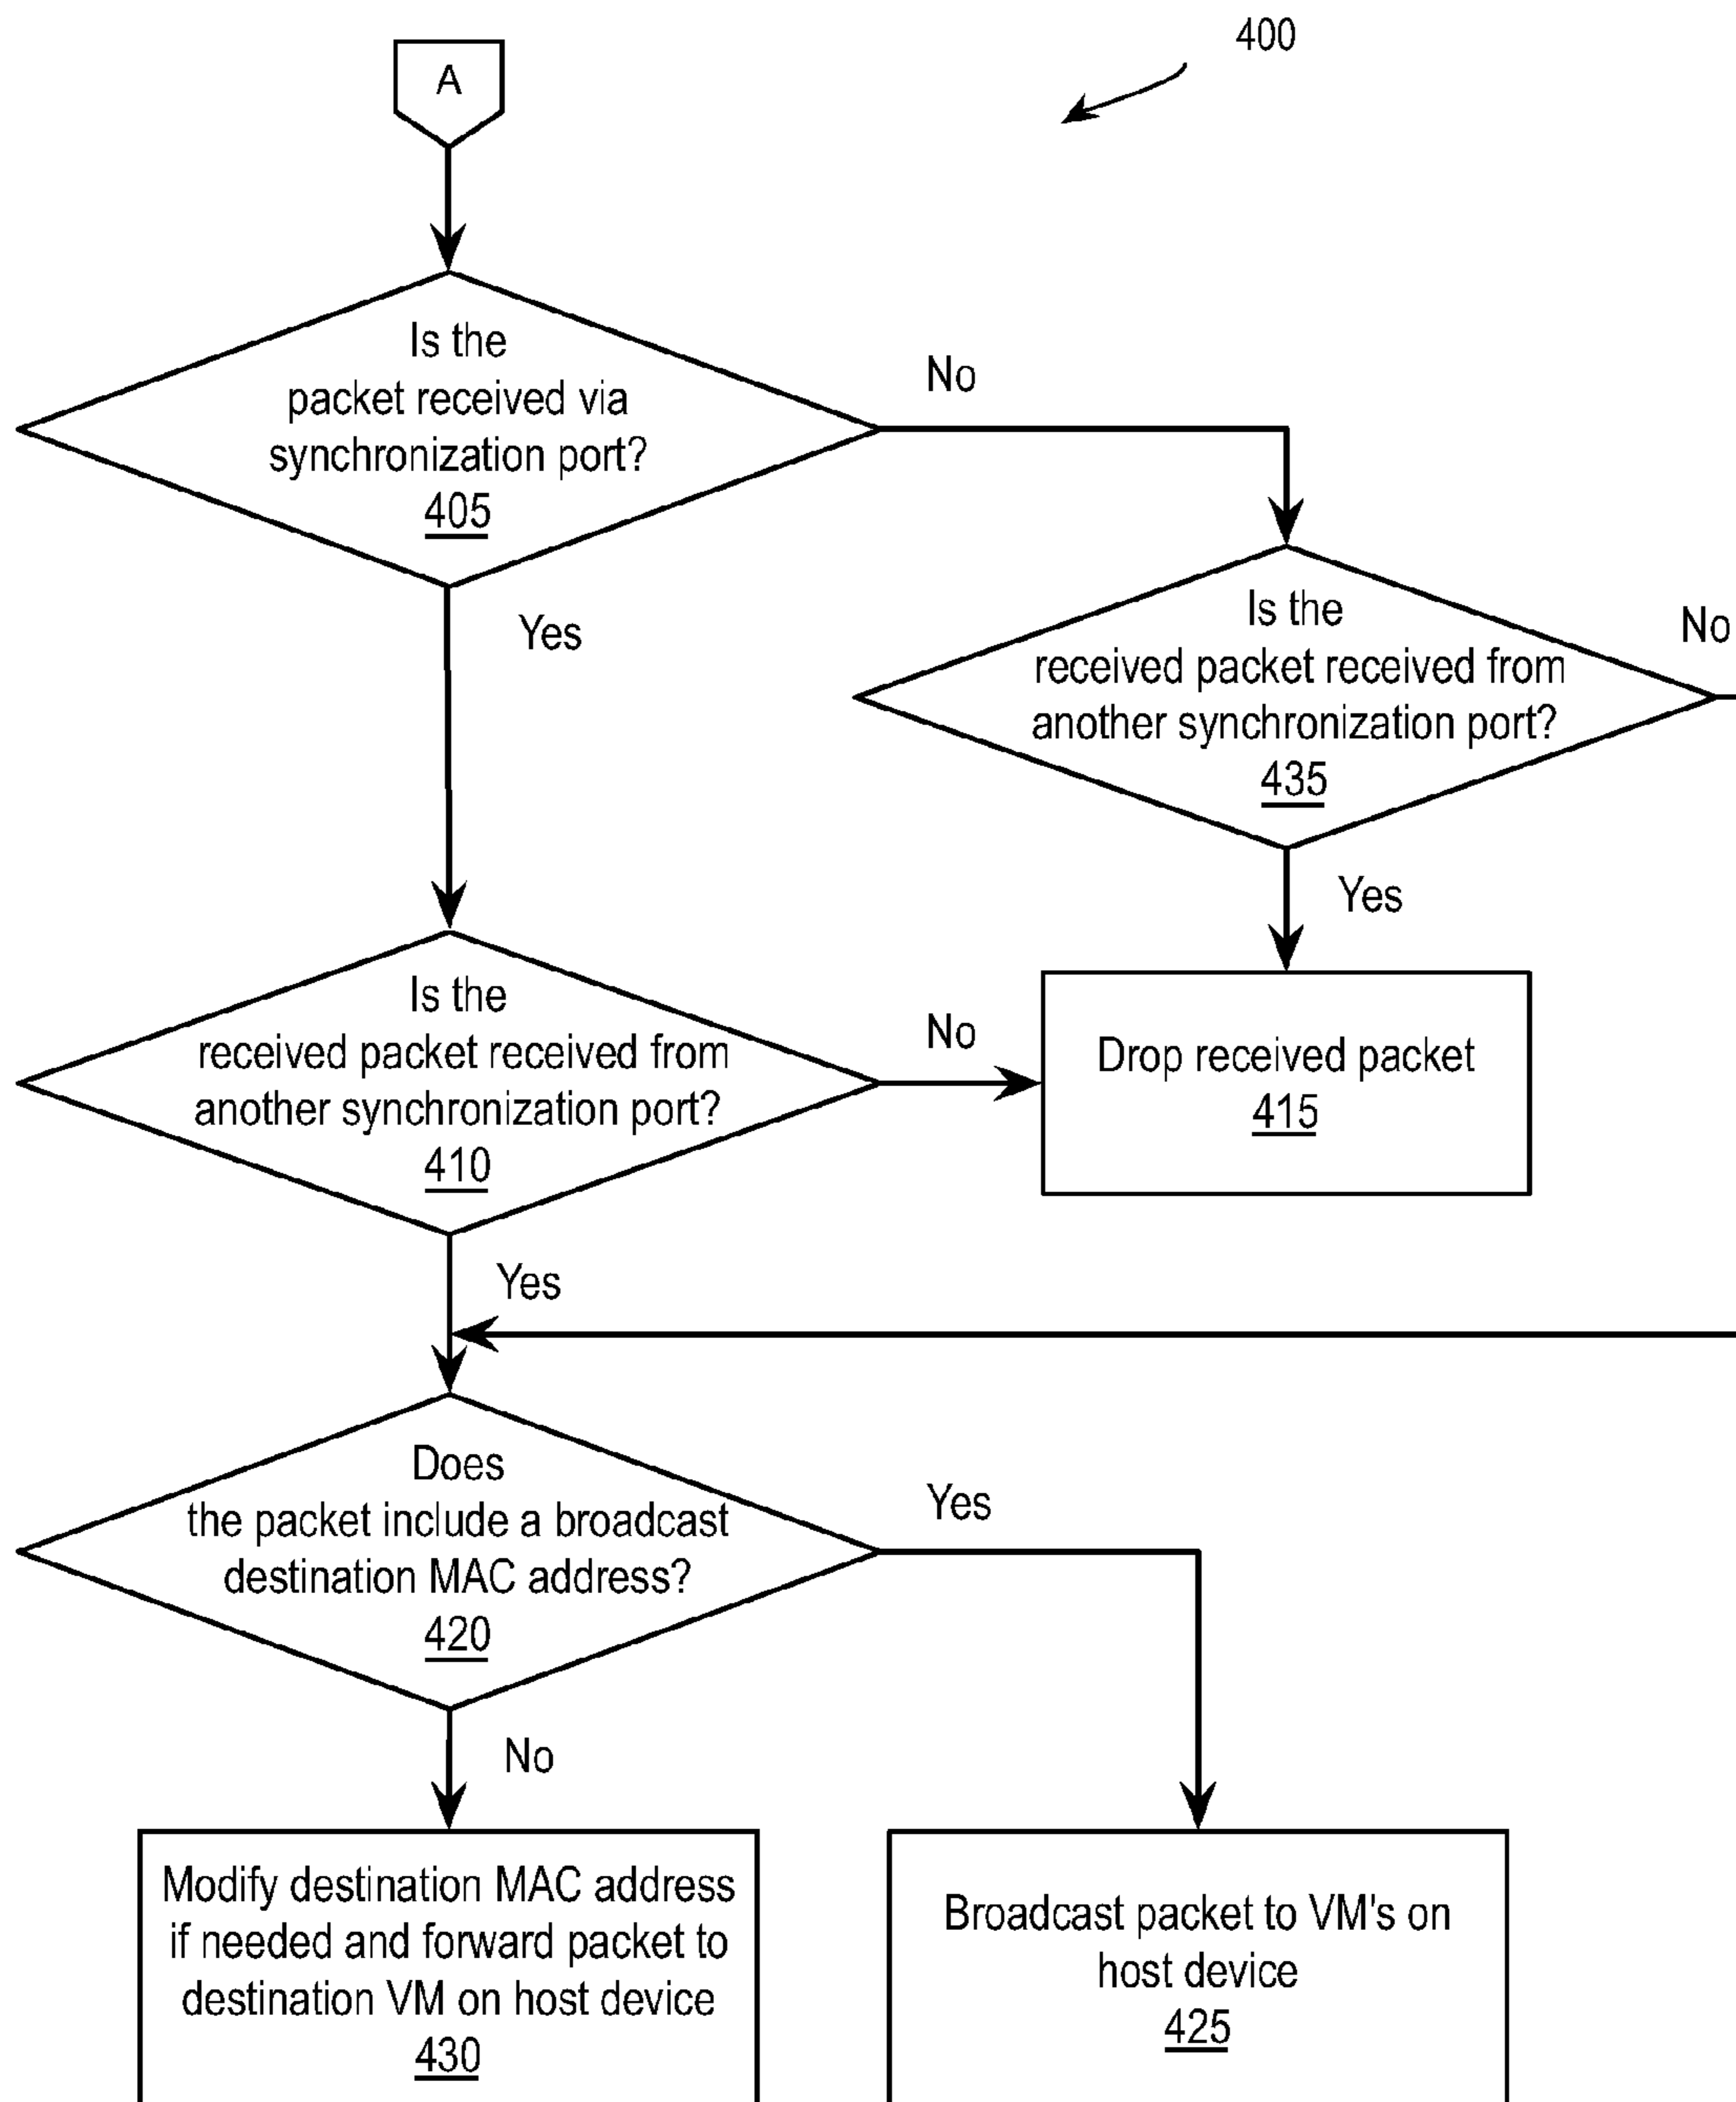 400
A
Is the
packet received via
synchronization port?
405
No
Yes
Is the
received packet received from
another synchronization port?
435
No
Yes
Is the
received packet received from
another synchronization port?
410
No
Drop received packet
415
Yes
Does
the packet include a broadcast
destination MAC address?
420
Yes
No
Modify destination MAC address
if needed and forward packet to
destination VM on host device
430
Broadcast packet to VM's on
host device
425